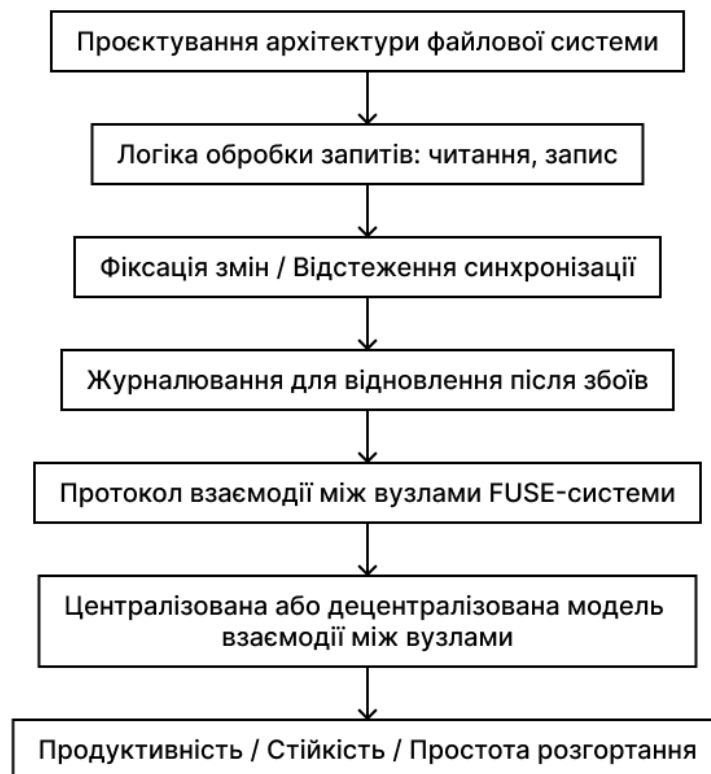 Проєктування архітектури файлової системи
Логіка обробки запитів: читання, запис
Фіксація змін / Відстеження синхронізації
Журналювання для відновлення після збоїв
Протокол взаємодії між вузлами FUSE-системи
Централізована або децентралізована модель
взаємодії між вузлами
Продуктивність / Стійкість / Простота розгортання